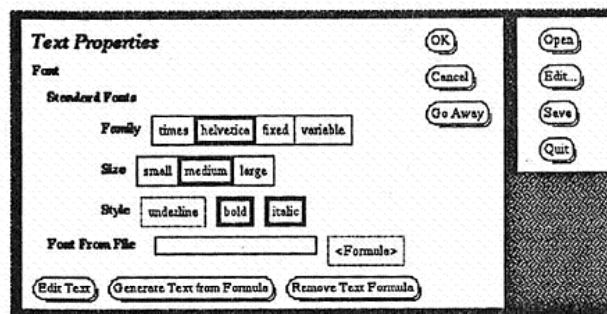 Text Properties
OK
Open
Font
Cancel
Edit...
Standard Fonts
Go Away
Save
Family times helvetica fixed variable
Quit
Size small medium large
Style underline bold italic
Font From File <Formula>
Edit Text Generate Text from Formula Remove Text Formula